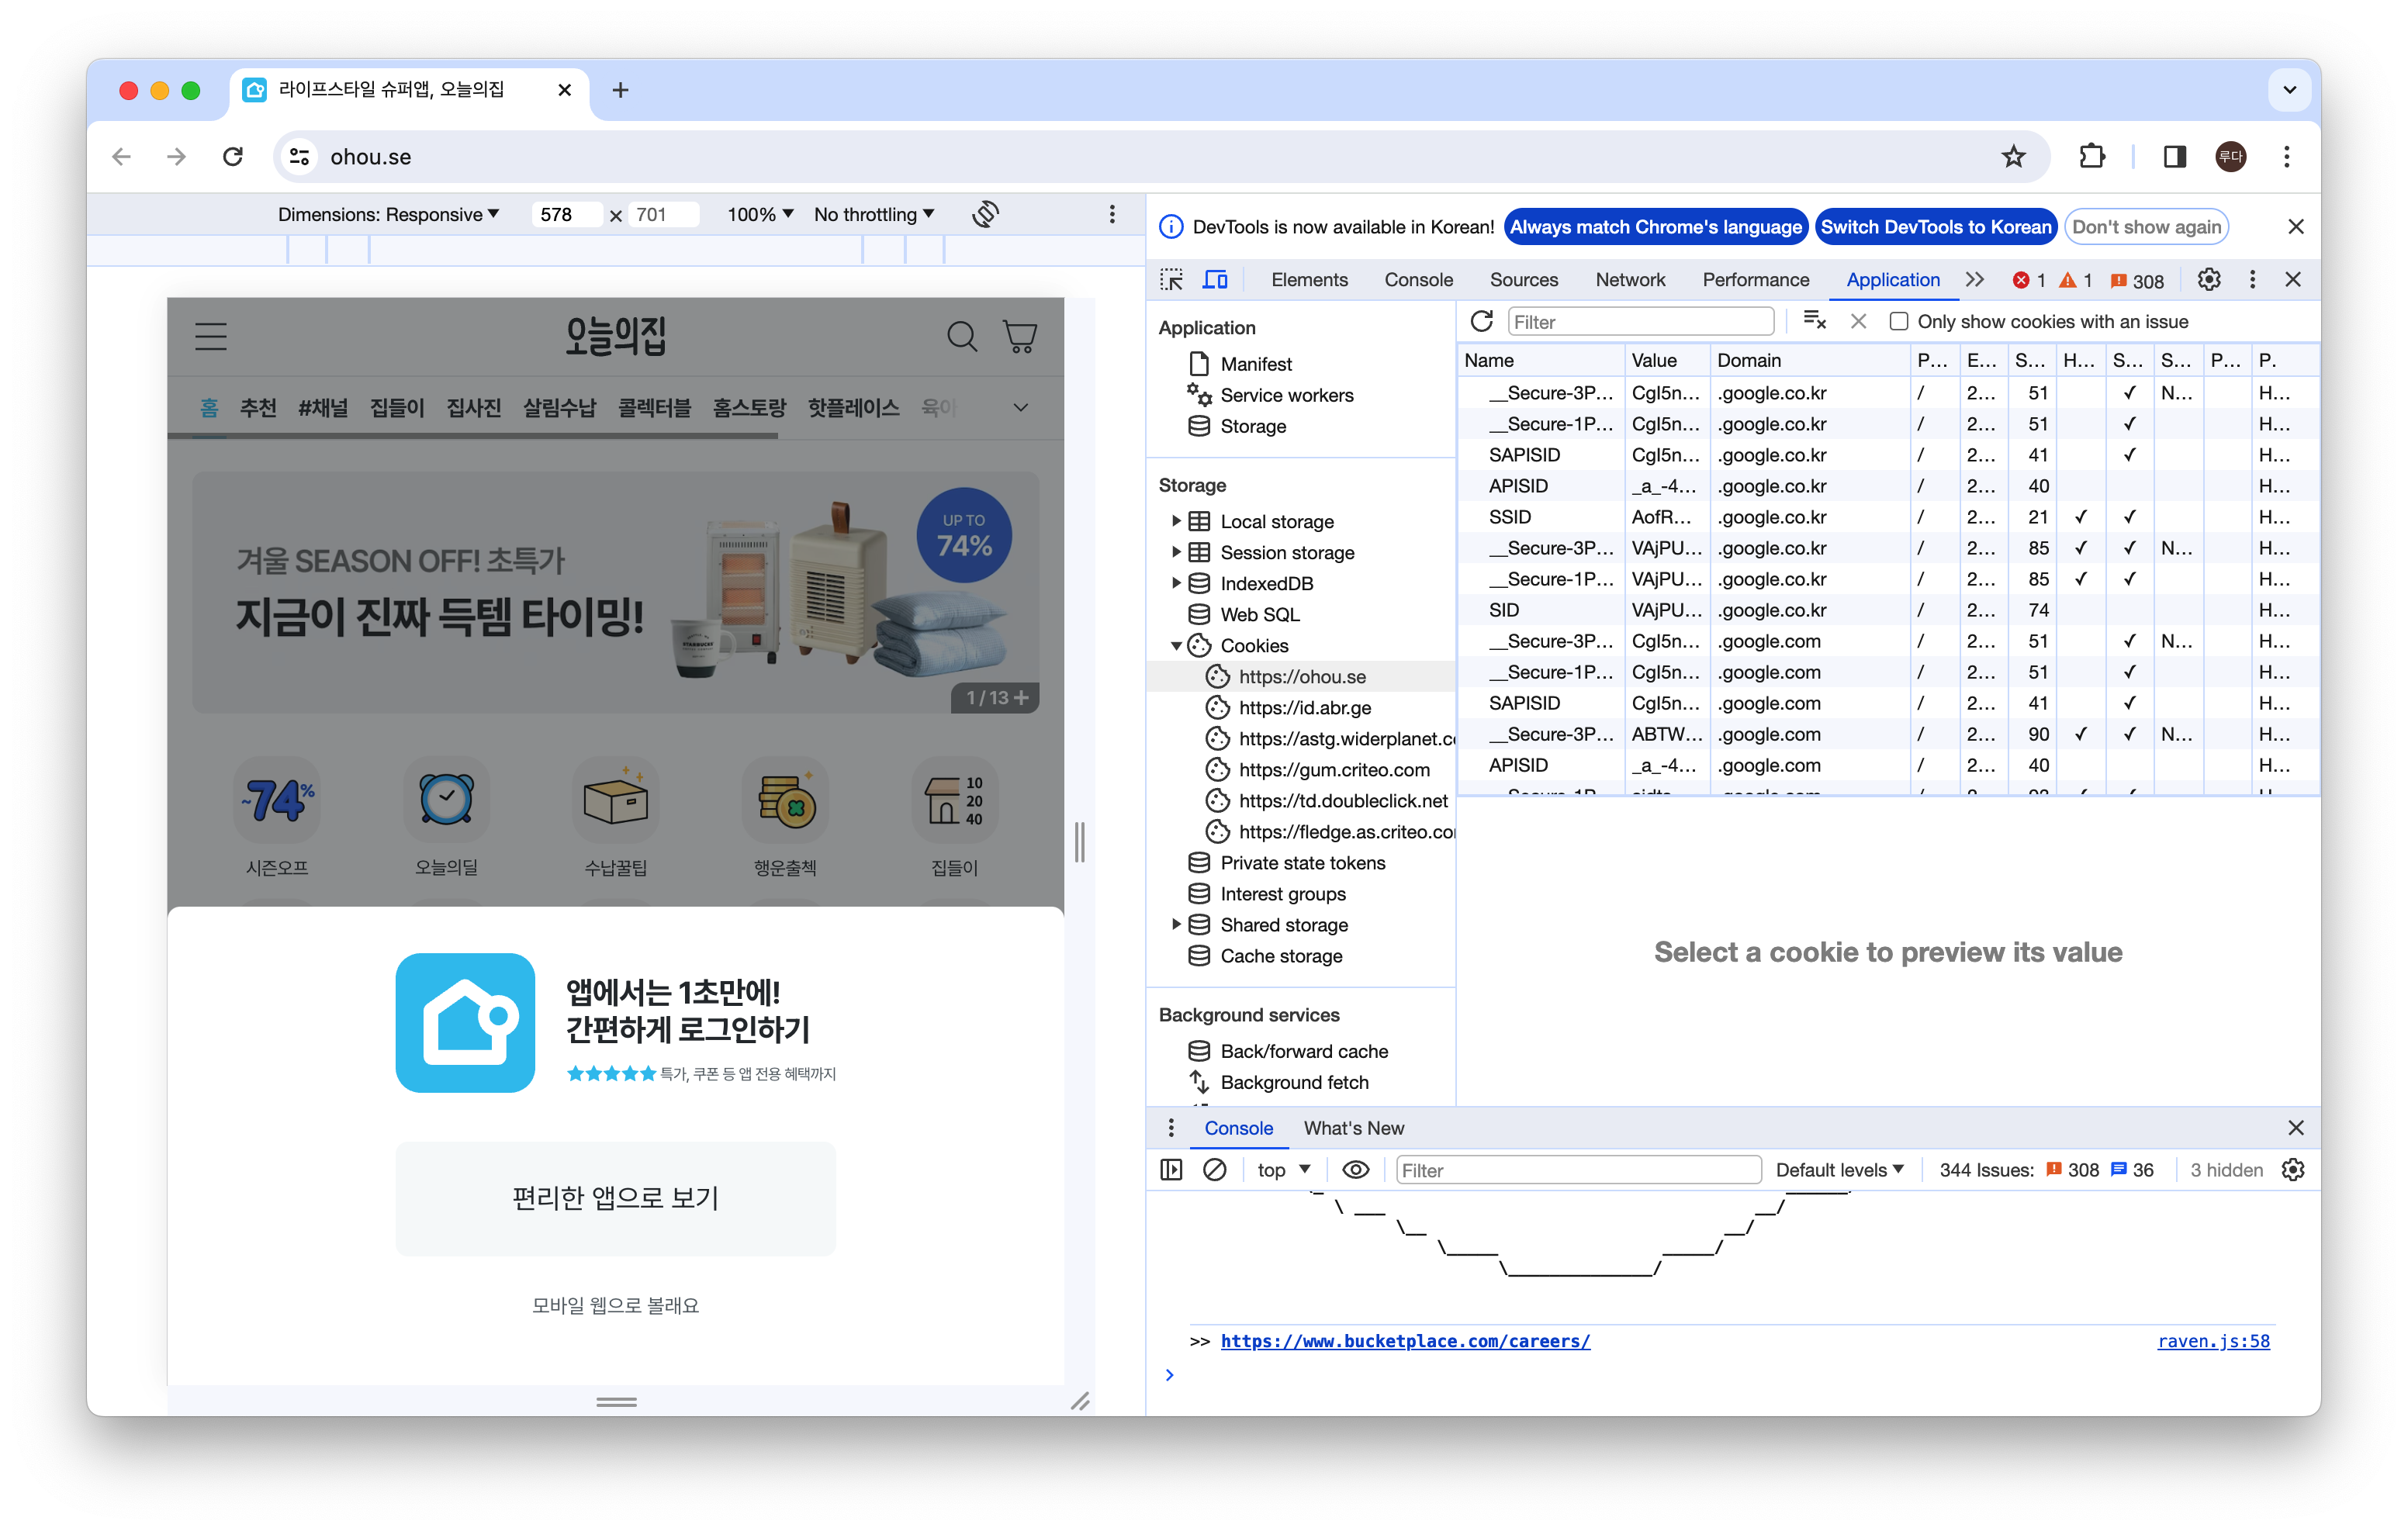 라이프스타일 슈퍼앱, 오늘의집
ohou.se
루다
Dimensions: Responsive 578 × 701 100% No throttling
오늘의집
홈 추천 #채널 집들이 집사진 살림수납 콜렉터블 홈스토랑 핫플레이스 육아
겨울 SEASON OFF! 초특가
지금이 진짜 득템 타이밍!
UP TO
74%
1 / 13 +
~74%
10
20
40
시즌오프 오늘의딜 수납꿀팁 행운출첵 집들이
앱에서는 1초만에!
간편하게 로그인하기
특가, 쿠폰 등 앱 전용 혜택까지
편리한 앱으로 보기
모바일 웹으로 볼래요
DevTools is now available in Korean! Always match Chrome's language Switch DevTools to Korean Don't show again
Elements Console Sources Network Performance Application 1 1 308
Application
Manifest
Service workers
Storage
Storage
Local storage
Session storage
IndexedDB
Web SQL
Cookies
https://ohou.se
https://id.abr.ge
https://astg.widerplanet.c
https://gum.criteo.com
https://td.doubleclick.net
https://fledge.as.criteo.co
Private state tokens
Interest groups
Shared storage
Cache storage
Background services
Back/forward cache
Background fetch
Filter Only show cookies with an issue
Name Value Domain P... E... S... H... S... S... P... P.
__Secure-3P... CgI5n... .google.co.kr / 2... 51 ✓ N... H...
__Secure-1P... CgI5n... .google.co.kr / 2... 51 ✓ H...
SAPISID CgI5n... .google.co.kr / 2... 41 ✓ H...
APISID _a_-4... .google.co.kr / 2... 40 H...
SSID AofR... .google.co.kr / 2... 21 ✓ ✓ H...
__Secure-3P... VAjPU... .google.co.kr / 2... 85 ✓ ✓ N... H...
__Secure-1P... VAjPU... .google.co.kr / 2... 85 ✓ ✓ H...
SID VAjPU... .google.co.kr / 2... 74 H...
__Secure-3P... CgI5n... .google.com / 2... 51 ✓ N... H...
__Secure-1P... CgI5n... .google.com / 2... 51 ✓ H...
SAPISID CgI5n... .google.com / 2... 41 ✓ H...
__Secure-3P... ABTW... .google.com / 2... 90 ✓ ✓ N... H...
APISID _a_-4... .google.com / 2... 40 H...
Select a cookie to preview its value
Console What's New
top Filter Default levels 344 Issues: 308 36 3 hidden
>> https://www.bucketplace.com/careers/ raven.js:58